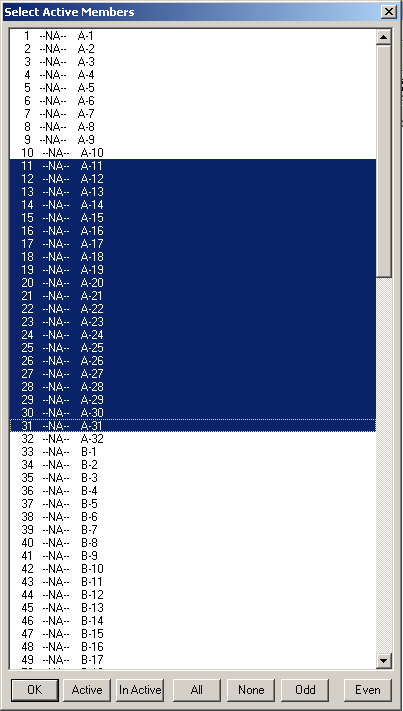 Select Active Members
1 --NA-- A-1
2 --NA-- A-2
3 --NA-- A-3
4 --NA-- A-4
5 --NA-- A-5
6 --NA-- A-6
7 --NA-- A-7
8 --NA-- A-8
9 --NA-- A-9
10 --NA-- A-10
11 --NA-- A-11
12 --NA-- A-12
13 --NA-- A-13
14 --NA-- A-14
15 --NA-- A-15
16 --NA-- A-16
17 --NA-- A-17
18 --NA-- A-18
19 --NA-- A-19
20 --NA-- A-20
21 --NA-- A-21
22 --NA-- A-22
23 --NA-- A-23
24 --NA-- A-24
25 --NA-- A-25
26 --NA-- A-26
27 --NA-- A-27
28 --NA-- A-28
29 --NA-- A-29
30 --NA-- A-30
31 --NA-- A-31
32 --NA-- A-32
33 --NA-- B-1
34 --NA-- B-2
35 --NA-- B-3
36 --NA-- B-4
37 --NA-- B-5
38 --NA-- B-6
39 --NA-- B-7
40 --NA-- B-8
41 --NA-- B-9
42 --NA-- B-10
43 --NA-- B-11
44 --NA-- B-12
45 --NA-- B-13
46 --NA-- B-14
47 --NA-- B-15
48 --NA-- B-16
49 --NA-- B-17
OK Active In Active All None Odd Even